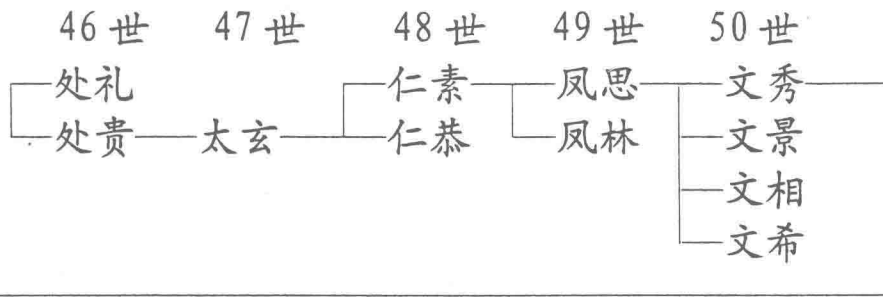 46世 47世 48世 49世 50世
处礼 仁素 凤思 文秀
处贵 太玄 仁恭 凤林 文景
文相
文希